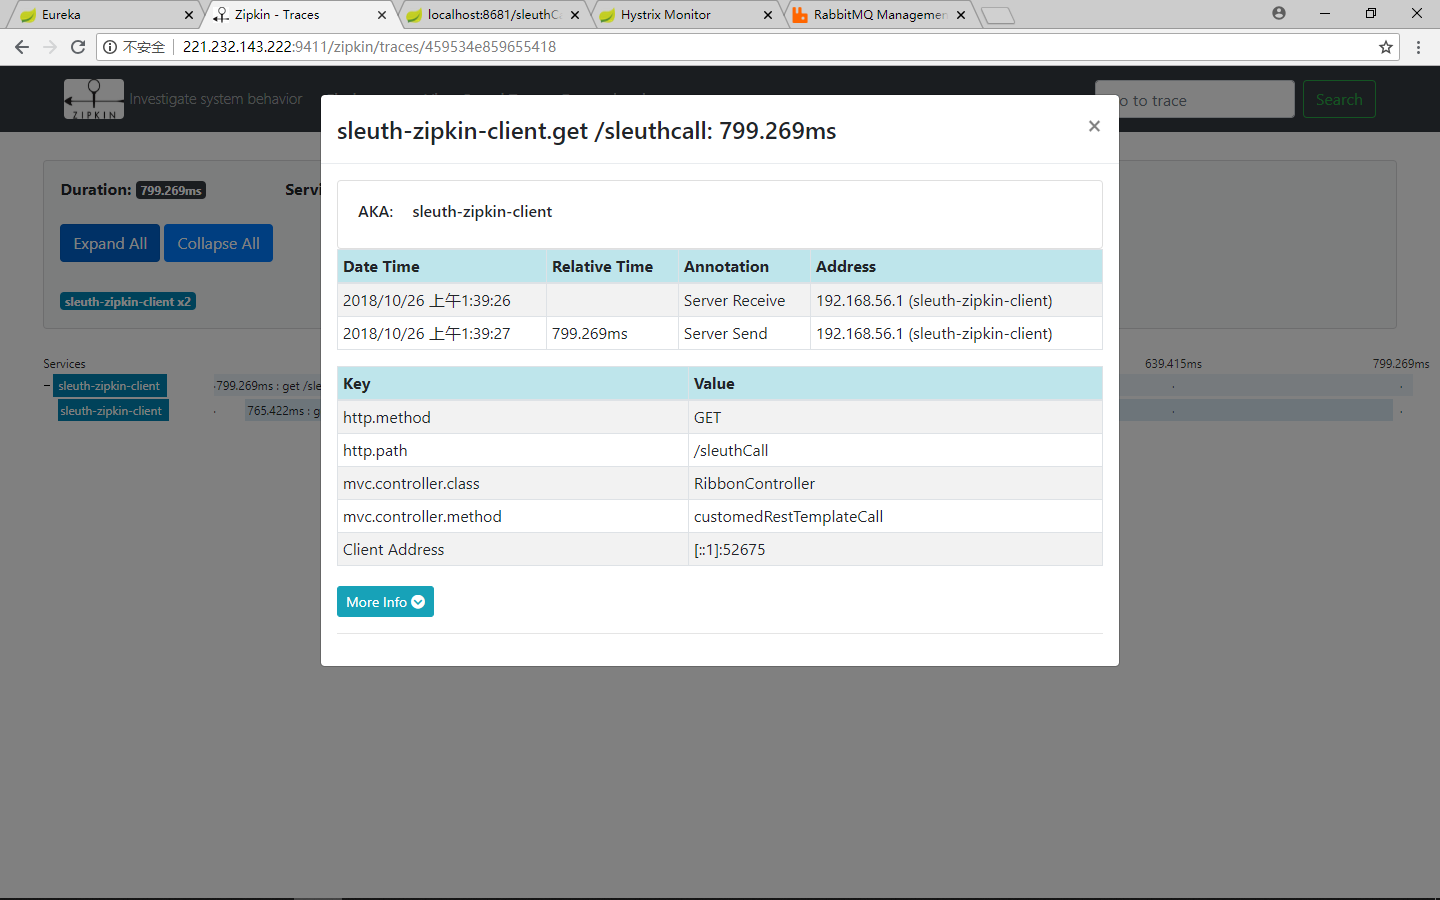 Eureka
Zipkin - Traces
localhost:8681/sleuthC
Hystrix Monitor
RabbitMQ Managemen
不安全 221.232.143.222:9411/zipkin/traces/459534e859655418
ZIPKIN
Investigate system behavior
o to trace
Search
sleuth-zipkin-client.get /sleuthcall: 799.269ms
×
Duration: 799.269ms
Servi
Expand All
Collapse All
sleuth-zipkin-client x2
AKA: sleuth-zipkin-client
Date Time Relative Time Annotation Address
2018/10/26 上午1:39:26 Server Receive 192.168.56.1 (sleuth-zipkin-client)
2018/10/26 上午1:39:27 799.269ms Server Send 192.168.56.1 (sleuth-zipkin-client)
Services
639.415ms
799.269ms
sleuth-zipkin-client
799.269ms : get /sle
sleuth-zipkin-client
765.422ms : g
Key Value
http.method GET
http.path /sleuthCall
mvc.controller.class RibbonController
mvc.controller.method customedRestTemplateCall
Client Address [::1]:52675
More Info